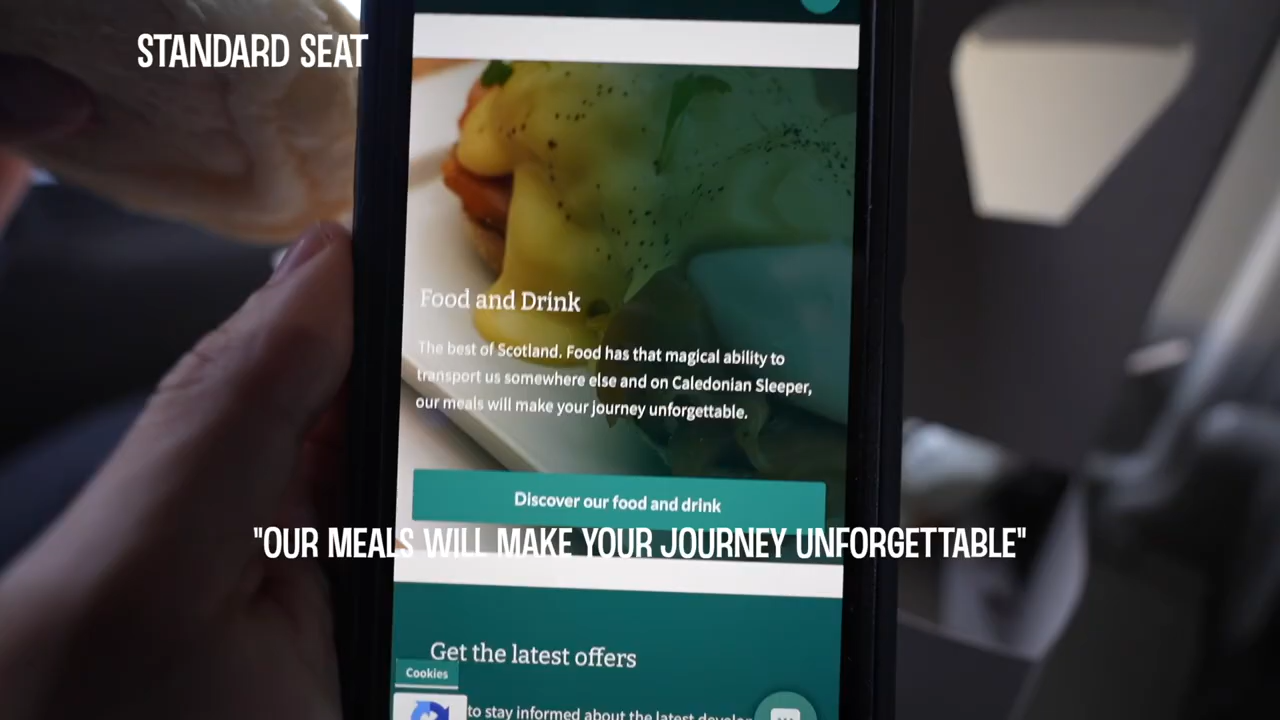 STANDARD SEAT
Food and Drink
The best of Scotland. Food has that magical ability to
transport us somewhere else and on Caledonian Sleeper,
our meals will make your journey unforgettable.
Discover our food and drink
"OUR MEALS WILL MAKE YOUR JOURNEY UNFORGETTABLE"
Get the latest offers
Cookies
to stay informed about the latest